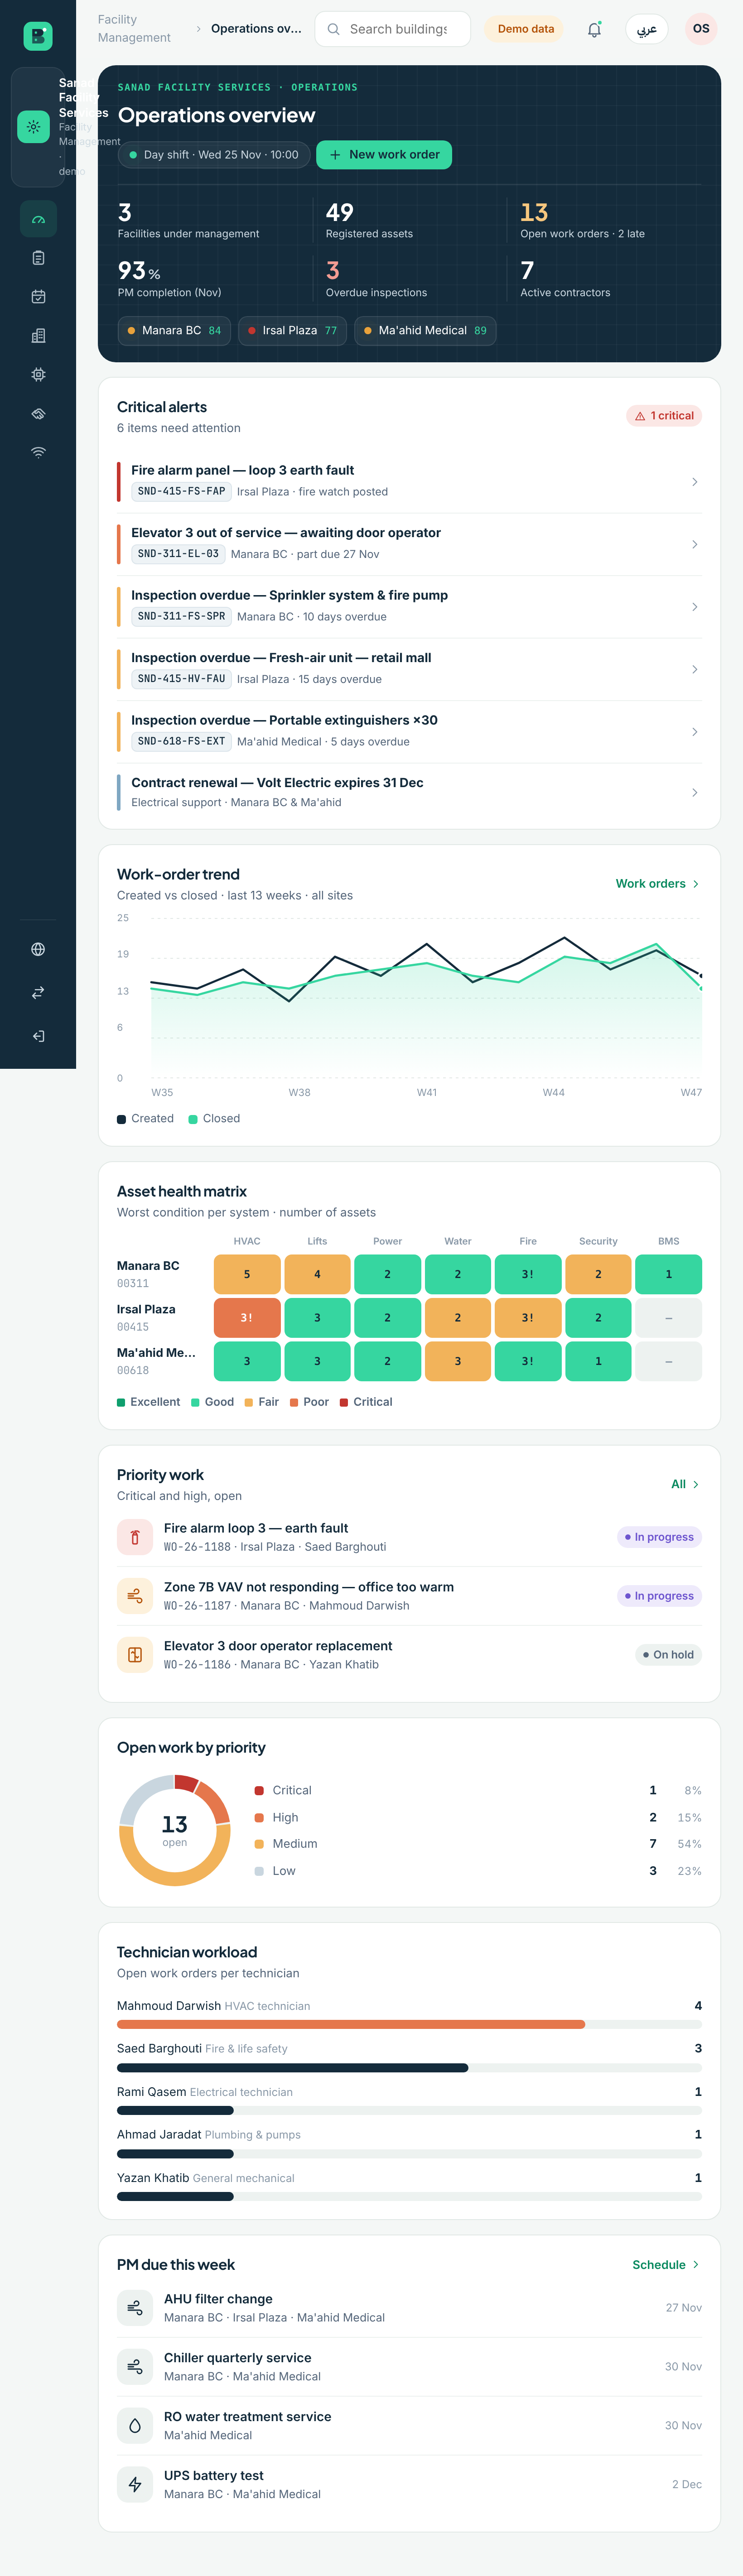 B
Sanad
Facility
Services
Facility
Management
·
demo
Facility
Management
Operations ov...
Search buildings
Demo data
عربي
OS
SANAD FACILITY SERVICES · OPERATIONS
Operations overview
Day shift · Wed 25 Nov · 10:00
New work order
3
Facilities under management
49
Registered assets
13
Open work orders · 2 late
93%
PM completion (Nov)
3
Overdue inspections
7
Active contractors
Manara BC 84
Irsal Plaza 77
Ma'ahid Medical 89
Critical alerts
6 items need attention
1 critical
Fire alarm panel — loop 3 earth fault
SND-415-FS-FAP Irsal Plaza · fire watch posted
Elevator 3 out of service — awaiting door operator
SND-311-EL-03 Manara BC · part due 27 Nov
Inspection overdue — Sprinkler system & fire pump
SND-311-FS-SPR Manara BC · 10 days overdue
Inspection overdue — Fresh-air unit — retail mall
SND-415-HV-FAU Irsal Plaza · 15 days overdue
Inspection overdue — Portable extinguishers ×30
SND-618-FS-EXT Ma'ahid Medical · 5 days overdue
Contract renewal — Volt Electric expires 31 Dec
Electrical support · Manara BC & Ma'ahid
Work-order trend
Created vs closed · last 13 weeks · all sites
Work orders
25
19
13
6
0
W35 W38 W41 W44 W47
Created Closed
Asset health matrix
Worst condition per system · number of assets
HVAC Lifts Power Water Fire Security BMS
Manara BC
00311
5 4 2 2 3! 2 1
Irsal Plaza
00415
3! 3 2 2 3! 2 —
Ma'ahid Me...
00618
3 3 2 3 3! 1 —
Excellent Good Fair Poor Critical
Priority work
Critical and high, open
All
Fire alarm loop 3 — earth fault
WO-26-1188 · Irsal Plaza · Saed Barghouti
In progress
Zone 7B VAV not responding — office too warm
WO-26-1187 · Manara BC · Mahmoud Darwish
In progress
Elevator 3 door operator replacement
WO-26-1186 · Manara BC · Yazan Khatib
On hold
Open work by priority
13
open
Critical 1 8%
High 2 15%
Medium 7 54%
Low 3 23%
Technician workload
Open work orders per technician
Mahmoud Darwish HVAC technician 4
Saed Barghouti Fire & life safety 3
Rami Qasem Electrical technician 1
Ahmad Jaradat Plumbing & pumps 1
Yazan Khatib General mechanical 1
PM due this week
Schedule
AHU filter change
Manara BC · Irsal Plaza · Ma'ahid Medical
27 Nov
Chiller quarterly service
Manara BC · Ma'ahid Medical
30 Nov
RO water treatment service
Ma'ahid Medical
30 Nov
UPS battery test
Manara BC · Ma'ahid Medical
2 Dec